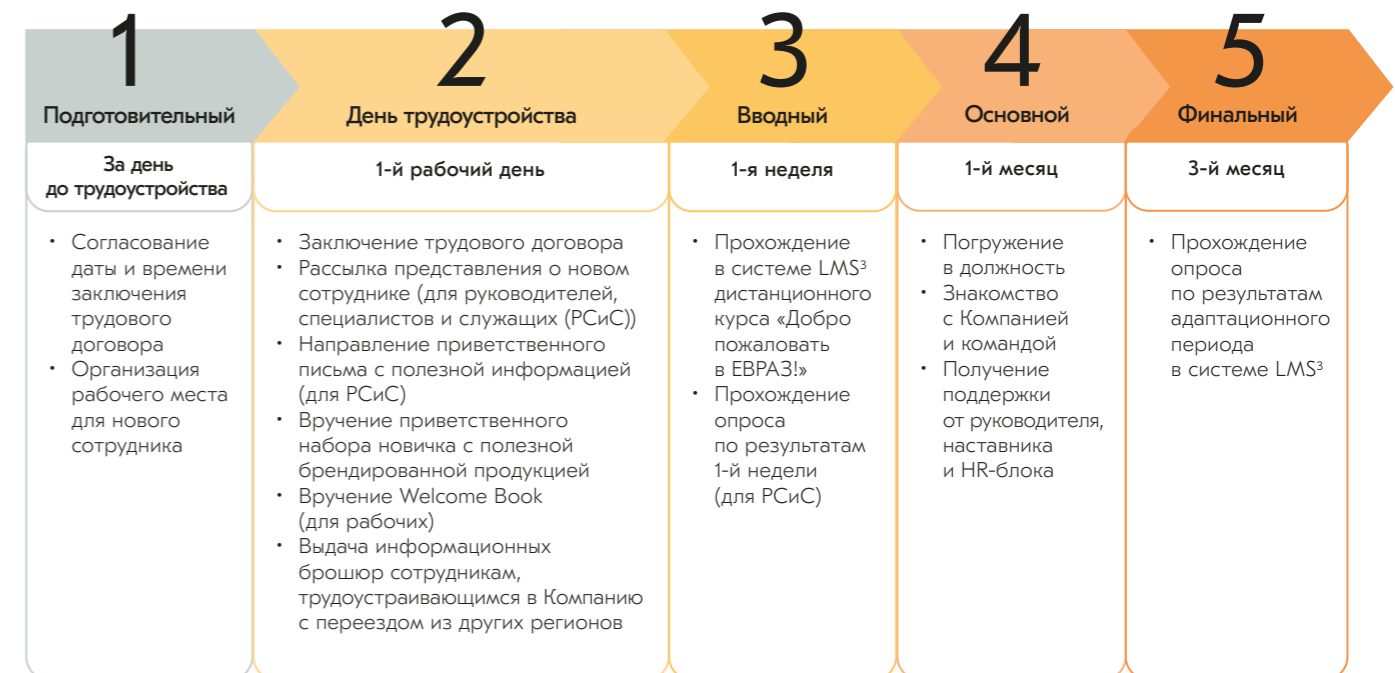 1
Подготовительный
За день
до трудоустройства
• Согласование
даты и времени
заключения
трудового
договора
• Организация
рабочего места
для нового
сотрудника
2
День трудоустройства
1-й рабочий день
• Заключение трудового договора
• Рассылка представления о новом
сотруднике (для руководителей,
специалистов и служащих (РСиС))
• Направление приветственного
письма с полезной информацией
(для РСиС)
• Вручение приветственного
набора новичка с полезной
брендированной продукцией
• Вручение Welcome Book
(для рабочих)
• Выдача информационных
брошюр сотрудникам,
трудоустраивающимся в Компанию
с переездом из других регионов
3
Вводный
1-я неделя
• Прохождение
в системе LMS³
дистанционного
курса «Добро
пожаловать
в ЕВРАЗ!»
• Прохождение
опроса
по результатам
1-й недели
(для РСиС)
4
Основной
1-й месяц
• Погружение
в должность
• Знакомство
с Компанией
и командой
• Получение
поддержки
от руководителя,
наставника
и HR-блока
5
Финальный
3-й месяц
• Прохождение
опроса
по результатам
адаптационного
периода
в системе LMS³